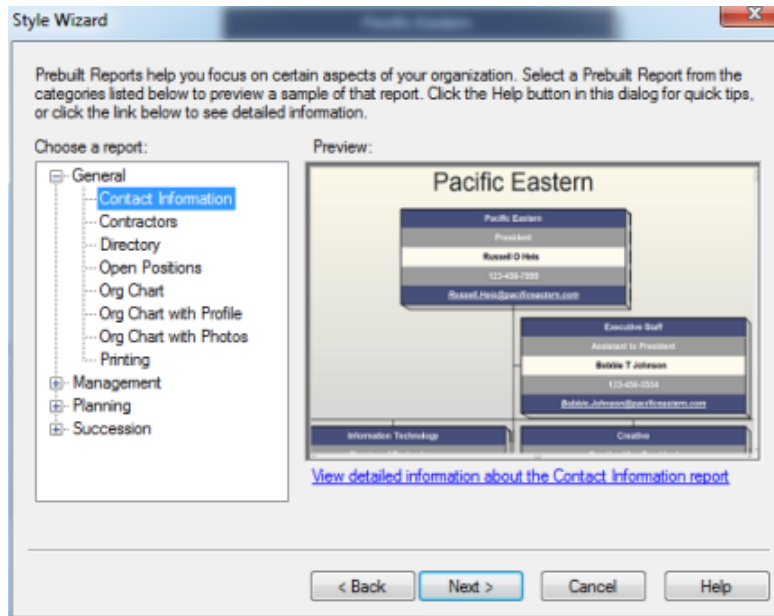 Style Wizard
Prebuilt Reports help you focus on certain aspects of your organization. Select a Prebuilt Report from the
categories listed below to preview a sample of that report. Click the Help button in this dialog for quick tips,
or click the link below to see detailed information.
Choose a report:
General
Contact Information
Contractors
Directory
Open Positions
Org Chart
Org Chart with Profile
Org Chart with Photos
Printing
Management
Planning
Succession
Preview:
Pacific Eastern
Pacific Eastern
President
Russell O Heis
Russell.Heis@pacificeastern.com
Executive Staff
Assistant to President
Bobbie T Johnson
Bobbie.Johnson@pacificeastern.com
Information Technology
Creative
View detailed information about the Contact Information report
< Back
Next >
Cancel
Help